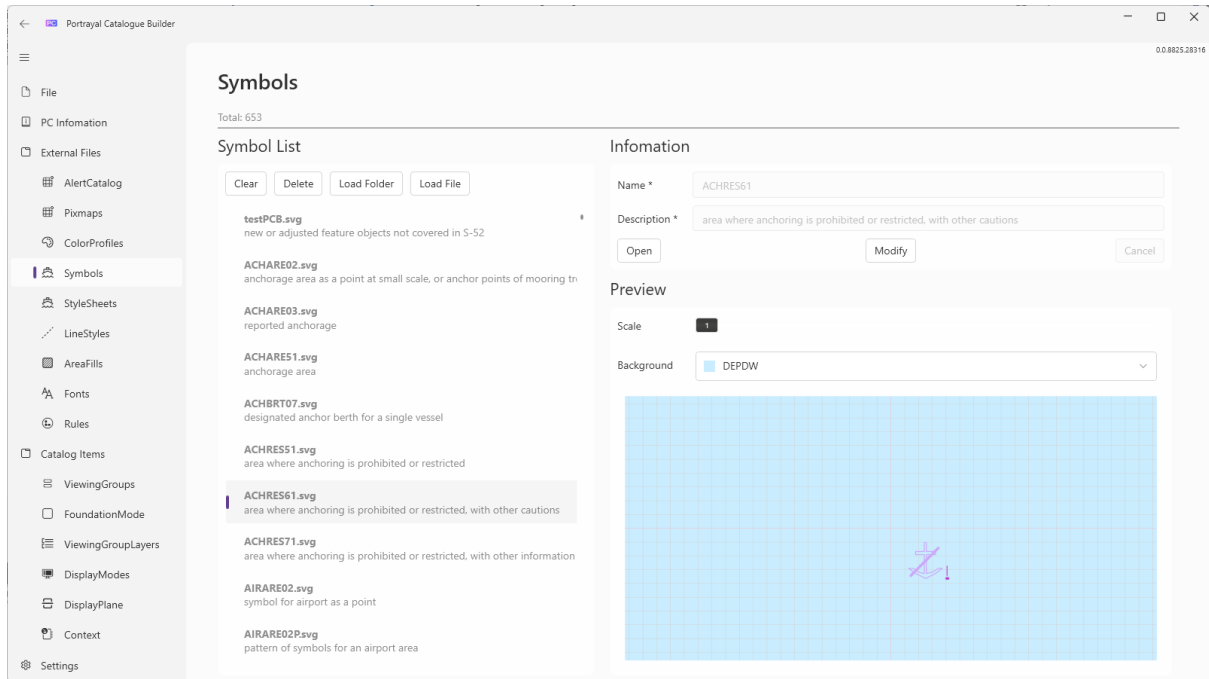 Portrayal Catalogue Builder
0.0.8825.28316
File
PC Infomation
External Files
AlertCatalog
Pixmaps
ColorProfiles
Symbols
StyleSheets
LineStyles
AreaFills
Fonts
Rules
Catalog Items
ViewingGroups
FoundationMode
ViewingGroupLayers
DisplayModes
DisplayPlane
Context
Settings
Symbols
Total: 653
Symbol List
Clear Delete Load Folder Load File
testPCB.svg
new or adjusted feature objects not covered in S-52
ACHARE02.svg
anchorage area as a point at small scale, or anchor points of mooring tr
ACHARE03.svg
reported anchorage
ACHARE51.svg
anchorage area
ACHBRT07.svg
designated anchor berth for a single vessel
ACHRES51.svg
area where anchoring is prohibited or restricted
ACHRES61.svg
area where anchoring is prohibited or restricted, with other cautions
ACHRES71.svg
area where anchoring is prohibited or restricted, with other information
AIRARE02.svg
symbol for airport as a point
AIRARE02P.svg
pattern of symbols for an airport area
Infomation
Name * ACHRES61
Description * area where anchoring is prohibited or restricted, with other cautions
Open Modify Cancel
Preview
Scale 1
Background DEPDW